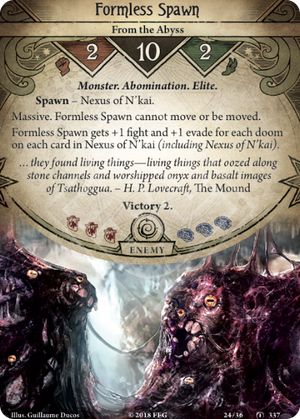 Formless Spawn
From the Abyss
2 10 2
Monster. Abomination. Elite.
Spawn – Nexus of N'kai.
Massive. Formless Spawn cannot move or be moved.
Formless Spawn gets +1 fight and +1 evade for each doom
on each card in Nexus of N'kai (including Nexus of N'kai).
…they found living things—living things that oozed along
stone channels and worshipped onyx and basalt images
of Tsathoggua. – H. P. Lovecraft, The Mound
Victory 2.
ENEMY
Illus. Guillaume Ducos
© 2018 FFG
24/36
337